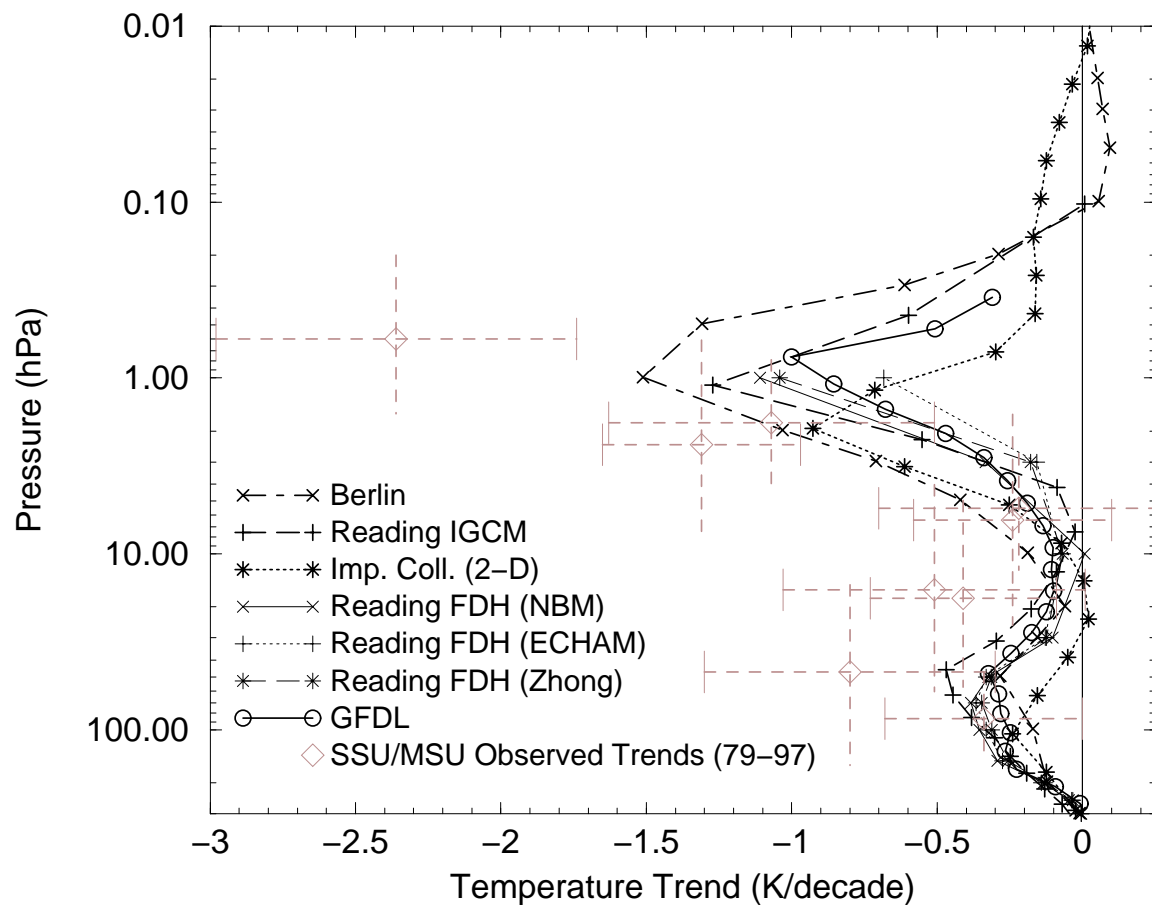 0.01
0.10
1.00
10.00
100.00
Pressure (hPa)
Berlin
Reading IGCM
Imp. Coll. (2−D)
Reading FDH (NBM)
Reading FDH (ECHAM)
Reading FDH (Zhong)
GFDL
SSU/MSU Observed Trends (79−97)
−3 −2.5 −2 −1.5 −1 −0.5 0
Temperature Trend (K/decade)